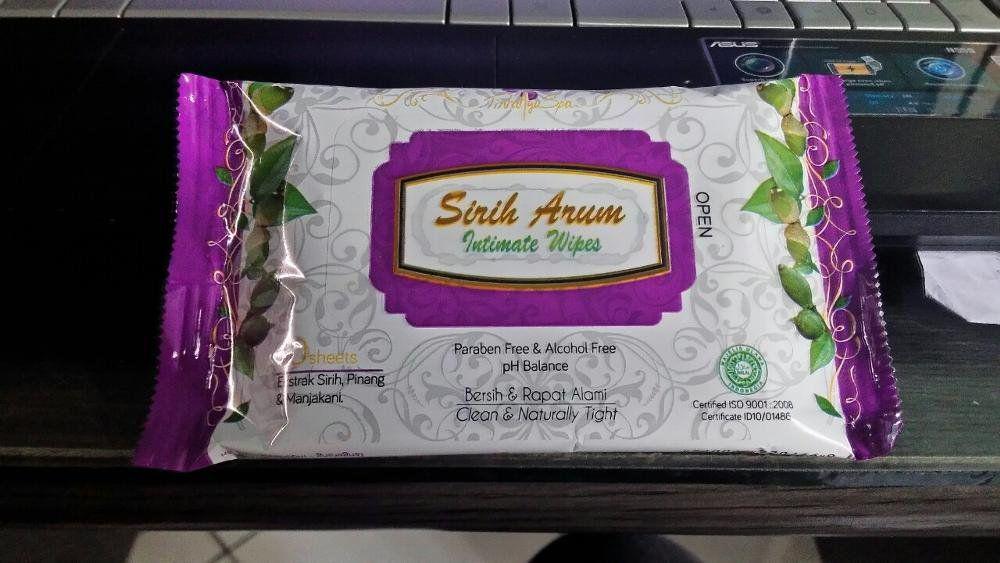 ASUS
Sirih Arum
Intimate Wipes
OPEN
sheets
Ekstrak Sirih, Pinang
& Manjakani.
Paraben Free & Alcohol Free
pH Balance
Bersih & Rapat Alami
Clean & Naturally Tight
Certified ISO 9001:2008
Certificate ID10/01486